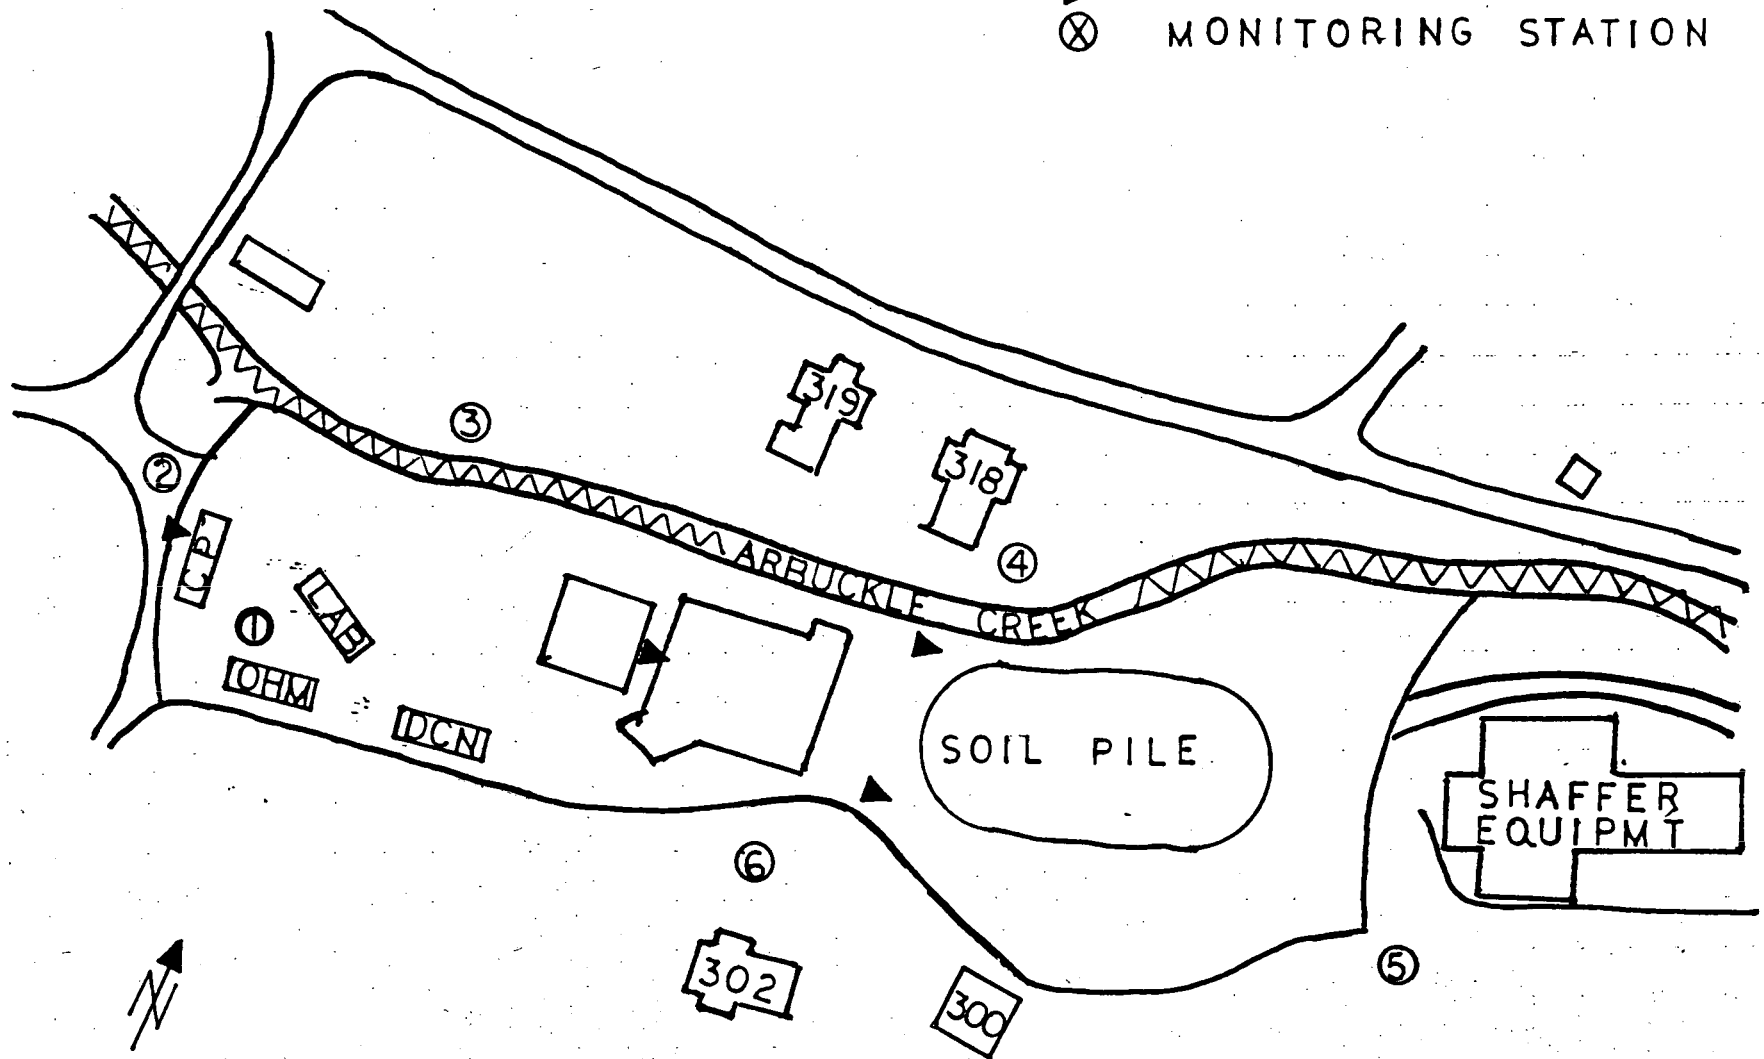 Ⓧ MONITORING STATION
319
③
318
②
CP
④
ARBUCKLE CREEK
LAB
①
OHM
DCN
SOIL PILE
SHAFFER
EQUIPMT
⑥
302
⑤
300
N